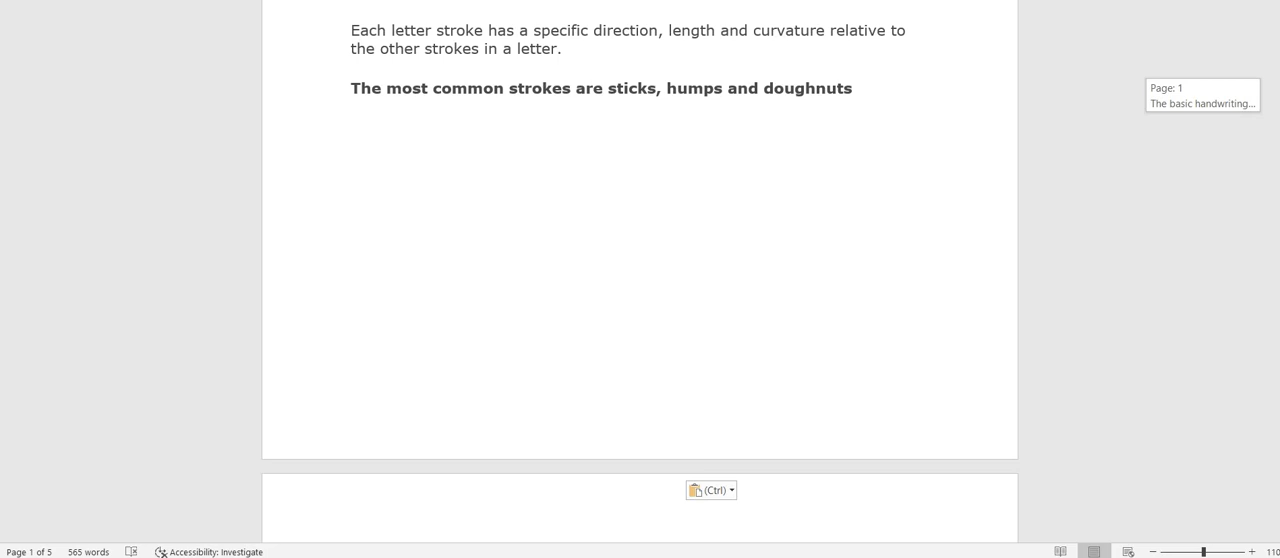 Each letter stroke has a specific direction, length and curvature relative to
the other strokes in a letter.
The most common strokes are sticks, humps and doughnuts
Page: 1
The basic handwriting...
(Ctrl)
Page 1 of 5 565 words Accessibility: Investigate
110